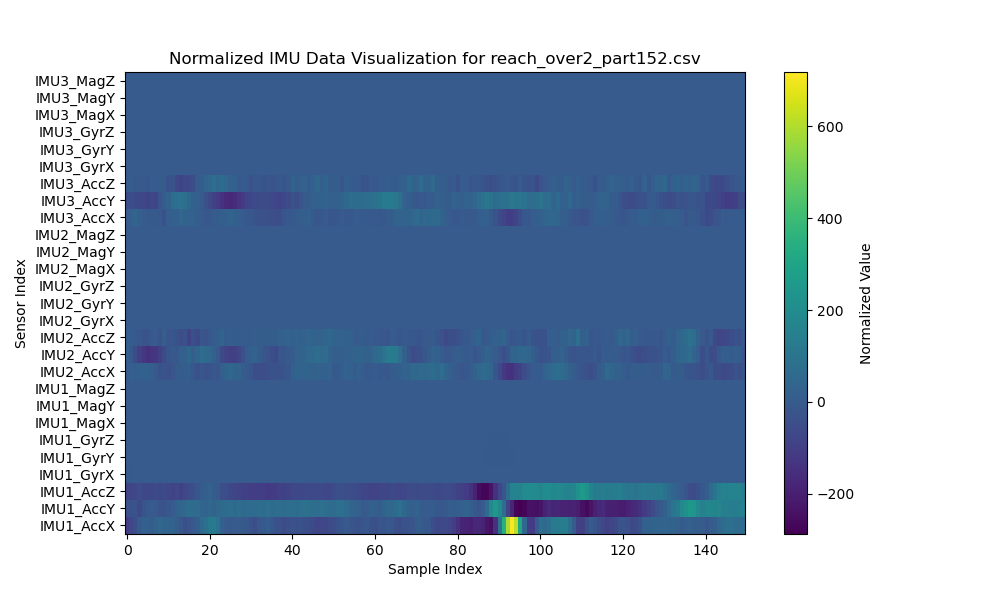 Normalized IMU Data Visualization for reach_over2_part152.csv
IMU3_MagZ
IMU3_MagY
IMU3_MagX
IMU3_GyrZ
IMU3_GyrY
IMU3_GyrX
IMU3_AccZ
IMU3_AccY
IMU3_AccX
IMU2_MagZ
IMU2_MagY
IMU2_MagX
IMU2_GyrZ
IMU2_GyrY
IMU2_GyrX
IMU2_AccZ
IMU2_AccY
IMU2_AccX
IMU1_MagZ
IMU1_MagY
IMU1_MagX
IMU1_GyrZ
IMU1_GyrY
IMU1_GyrX
IMU1_AccZ
IMU1_AccY
IMU1_AccX
Sensor Index
0 20 40 60 80 100 120 140
Sample Index
600
400
200
0
−200
Normalized Value